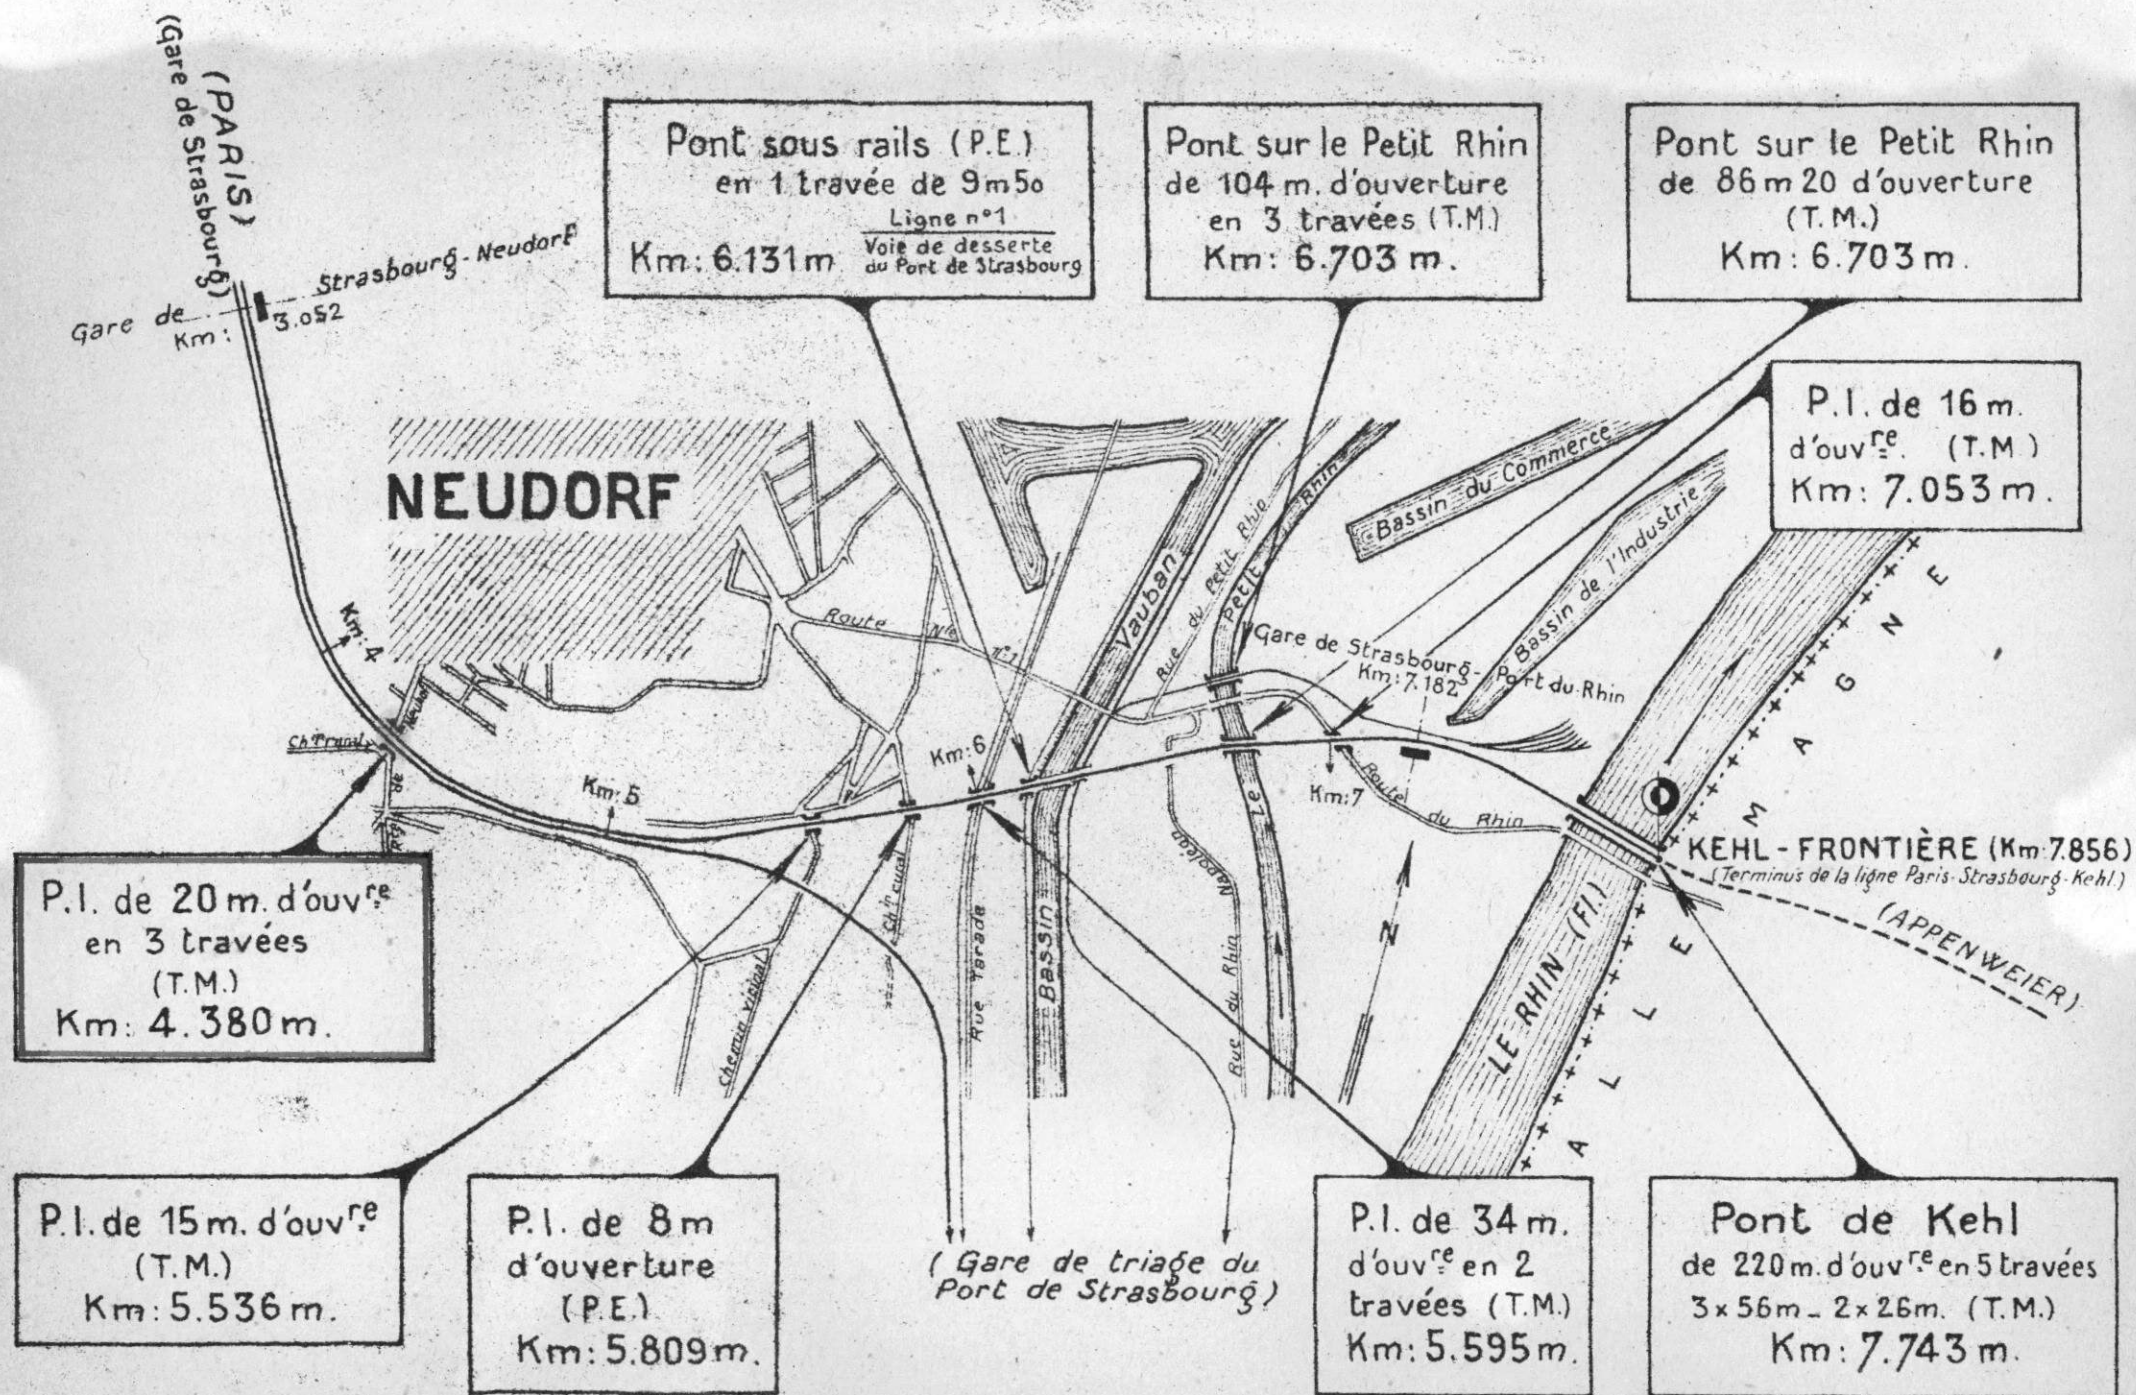 (PARIS)
(Gare de Strasbourg)
Gare de Strasbourg-Neudorf
Km: 3.052
Pont sous rails (P.E.)
en 1 travée de 9m50
Ligne n°1
Voie de desserte
du Port de Strasbourg
Km: 6.131m
Pont sur le Petit Rhin
de 104 m. d'ouverture
en 3 travées (T.M.)
Km: 6.703 m.
Pont sur le Petit Rhin
de 86m20 d'ouverture
(T.M.)
Km: 6.703 m.
P.I. de 16 m.
d'ouvre. (T.M.)
Km: 7.053 m.
NEUDORF
Km: 4
Km: 5
Km: 6
Km: 7
Route Nle n°1
Vauban
Bassin
Rue du Petit Rhin
Petit Rhin
Le
Bassin du Commerce
Bassin de l'Industrie
Gare de Strasbourg-Port-du-Rhin
Km: 7.182
Route du Rhin
Rue Tarade
Chemin vicinal
Ch.in rural
Napoléon
Rue du Rhin
N
LE RHIN (Fl.)
ALLEMAGNE
KEHL - FRONTIÈRE (Km: 7.856)
(Terminus de la ligne Paris-Strasbourg-Kehl.)
(APPENWEIER)
P.I. de 20 m. d'ouvre.
en 3 travées
(T.M.)
Km: 4.380 m.
P.I. de 15 m. d'ouvre.
(T.M.)
Km: 5.536 m.
P.I. de 8 m
d'ouverture
(P.E.)
Km: 5.809 m.
(Gare de triage du
Port de Strasbourg)
P.I. de 34 m.
d'ouvre en 2
travées (T.M.)
Km: 5.595 m.
Pont de Kehl
de 220 m. d'ouvre en 5 travées
3 x 56m - 2 x 26m. (T.M.)
Km: 7.743 m.